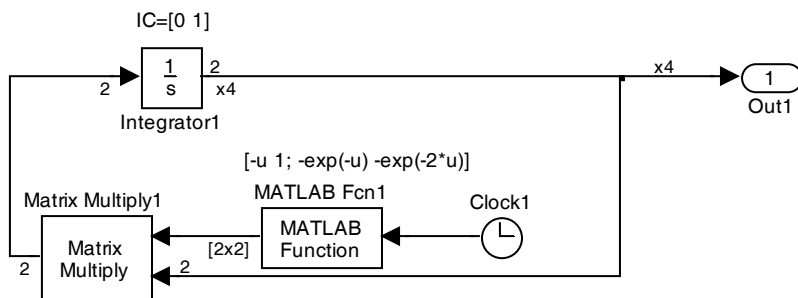 IC=[0 1]
1
s
2
2
x4
Integrator1
x4
1
Out1
[-u 1; -exp(-u) -exp(-2*u)]
MATLAB Fcn1
MATLAB
Function
Clock1
Matrix Multiply1
Matrix
Multiply
[2x2]
2
2